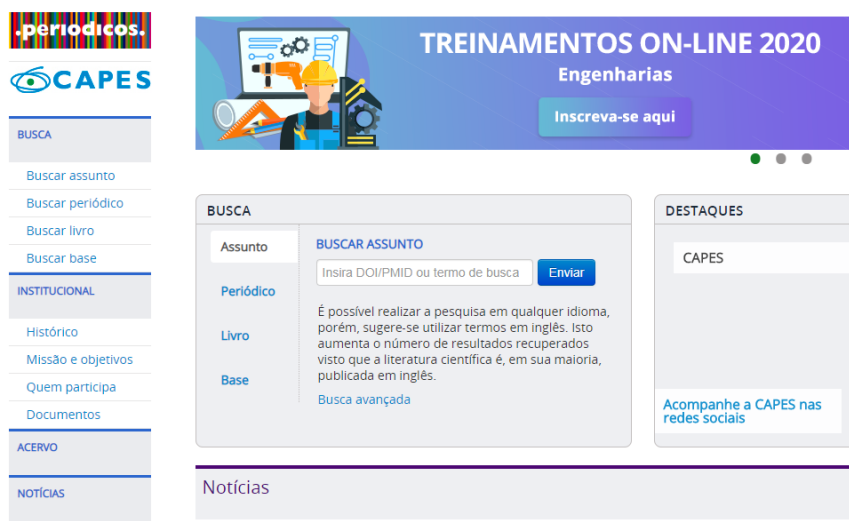 .periodicos.
CAPES
BUSCA
Buscar assunto
Buscar periódico
Buscar livro
Buscar base
INSTITUCIONAL
Histórico
Missão e objetivos
Quem participa
Documentos
ACERVO
NOTÍCIAS
TREINAMENTOS ON-LINE 2020
Engenharias
Inscreva-se aqui
BUSCA
Assunto
Periódico
Livro
Base
BUSCAR ASSUNTO
Insira DOI/PMID ou termo de busca
Enviar
É possível realizar a pesquisa em qualquer idioma,
porém, sugere-se utilizar termos em inglês. Isto
aumenta o número de resultados recuperados
visto que a literatura científica é, em sua maioria,
publicada em inglês.
Busca avançada
DESTAQUES
CAPES
Acompanhe a CAPES nas
redes sociais
Notícias